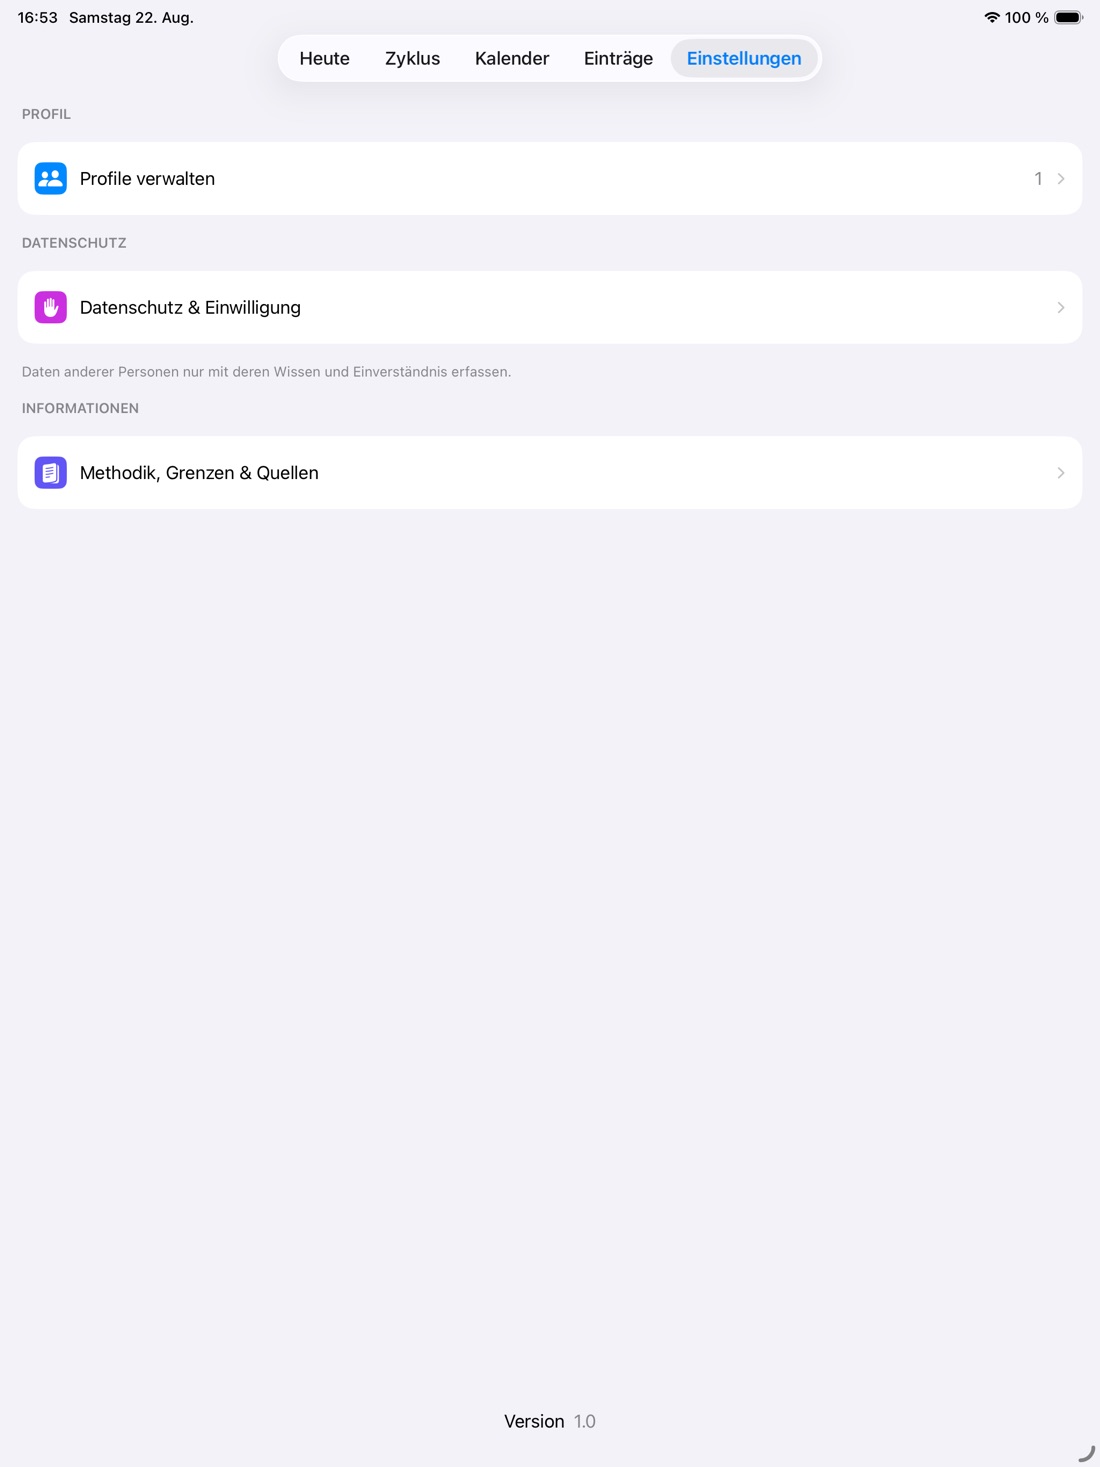 16:53 Samstag 22. Aug.
100 %
Heute Zyklus Kalender Einträge Einstellungen
PROFIL
Profile verwalten 1
DATENSCHUTZ
Datenschutz & Einwilligung
Daten anderer Personen nur mit deren Wissen und Einverständnis erfassen.
INFORMATIONEN
Methodik, Grenzen & Quellen
Version 1.0